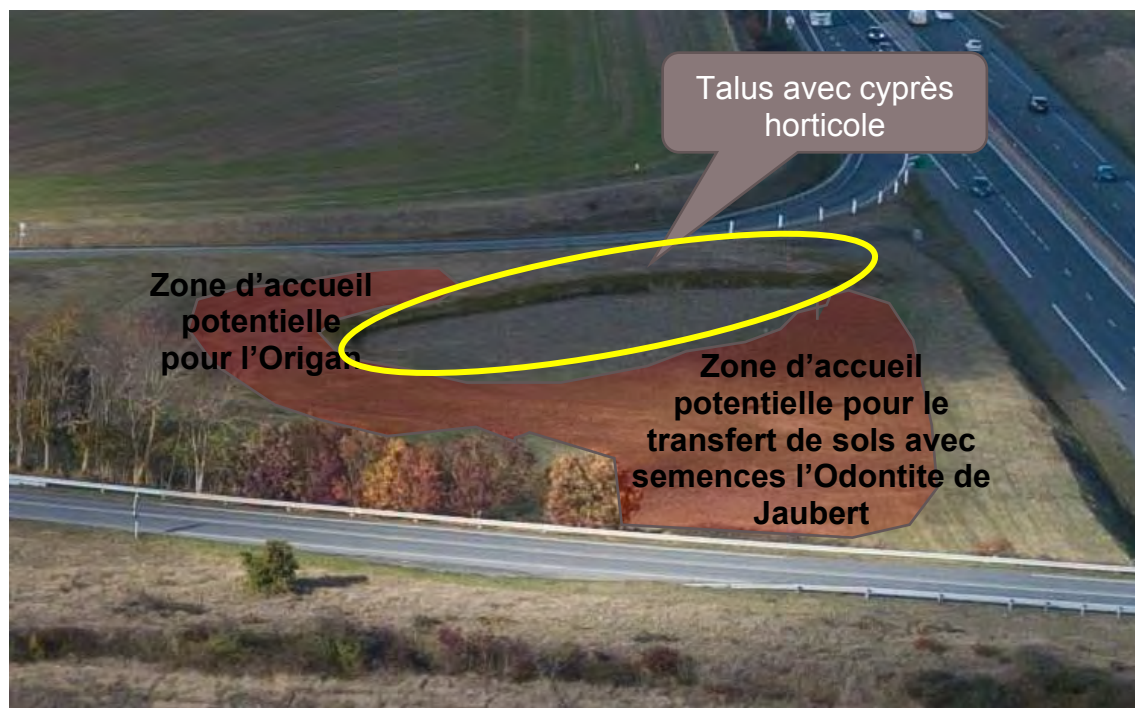 Talus avec cyprès
horticole
Zone d'accueil
potentielle
pour l'Origan
Zone d'accueil
potentielle pour le
transfert de sols avec
semences l'Odontite de
Jaubert